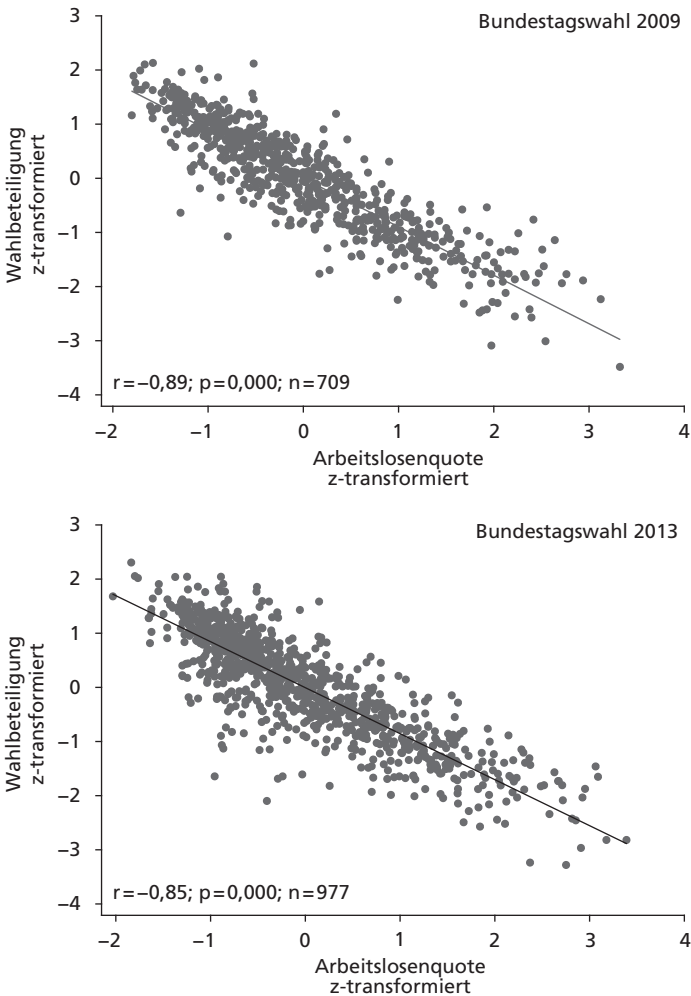 Bundestagswahl 2009
3
2
1
0
−1
−2
−3
−4
Wahlbeteiligung
z-transformiert
r=−0,89; p=0,000; n=709
−2 −1 0 1 2 3 4
Arbeitslosenquote
z-transformiert
Bundestagswahl 2013
3
2
1
0
−1
−2
−3
−4
Wahlbeteiligung
z-transformiert
r=−0,85; p=0,000; n=977
−2 −1 0 1 2 3 4
Arbeitslosenquote
z-transformiert